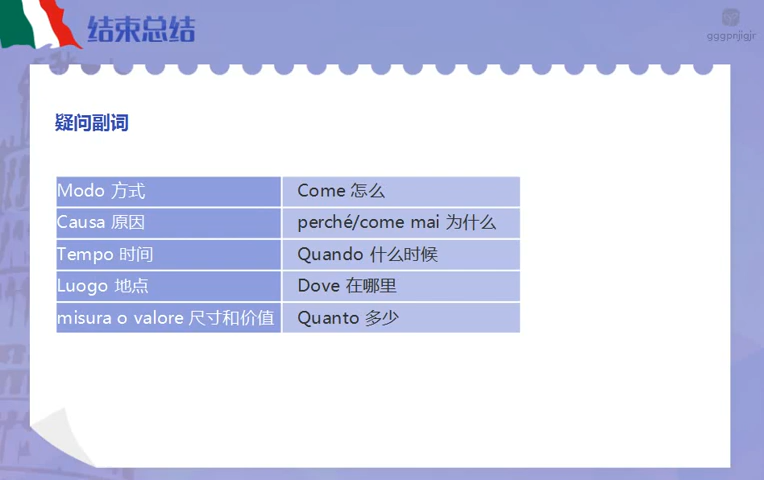 结束总结
gggpnjigjr
疑问副词
Modo 方式 Come 怎么
Causa 原因 perché/come mai 为什么
Tempo 时间 Quando 什么时候
Luogo 地点 Dove 在哪里
misura o valore 尺寸和价值 Quanto 多少